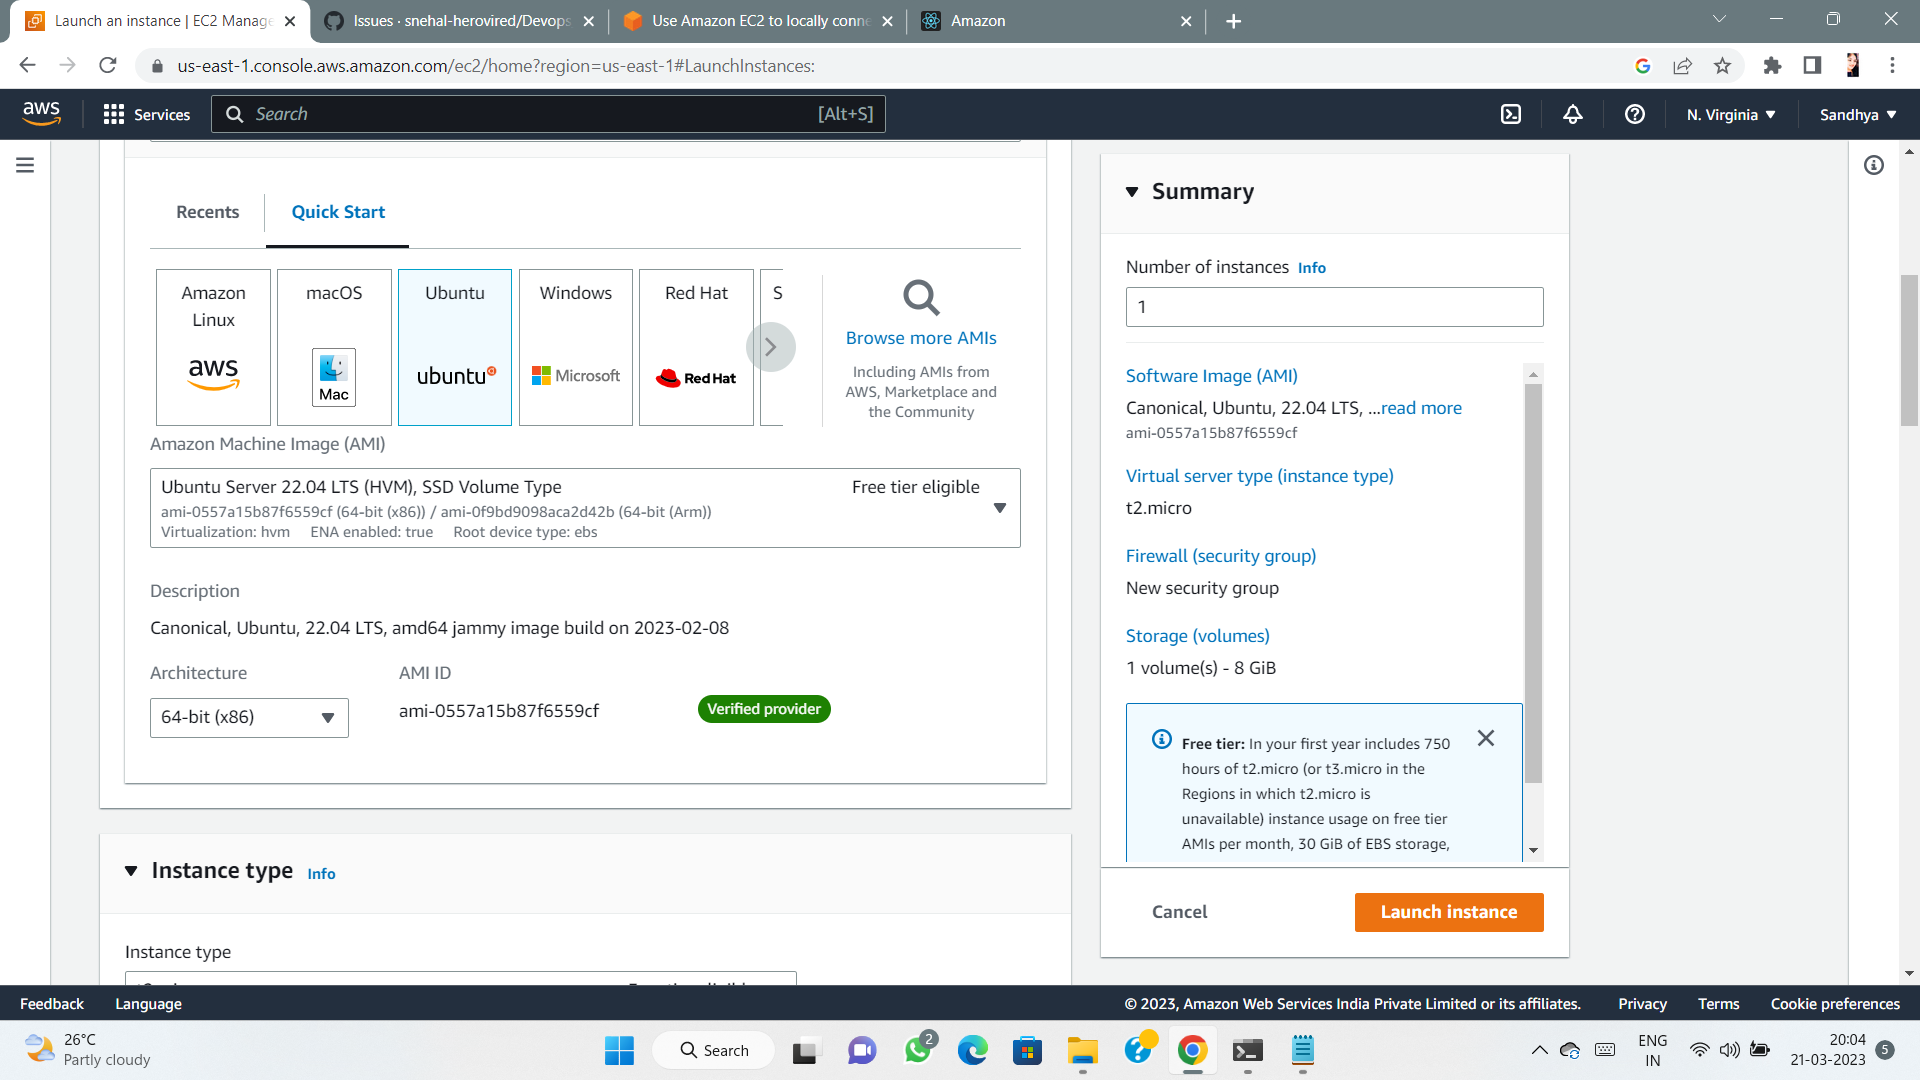 Launch an instance | EC2 Manage
Issues · snehal-herovired/Devops
Use Amazon EC2 to locally conne
Amazon
us-east-1.console.aws.amazon.com/ec2/home?region=us-east-1#LaunchInstances:
aws
Services
Search
[Alt+S]
N. Virginia
Sandhya
Recents
Quick Start
Amazon
Linux
aws
macOS
Mac
Ubuntu
ubuntu
Windows
Microsoft
Red Hat
Red Hat
S
Browse more AMIs
Including AMIs from
AWS, Marketplace and
the Community
Amazon Machine Image (AMI)
Ubuntu Server 22.04 LTS (HVM), SSD Volume Type
Free tier eligible
ami-0557a15b87f6559cf (64-bit (x86)) / ami-0f9bd9098aca2d42b (64-bit (Arm))
Virtualization: hvm ENA enabled: true Root device type: ebs
Description
Canonical, Ubuntu, 22.04 LTS, amd64 jammy image build on 2023-02-08
Architecture
AMI ID
64-bit (x86)
ami-0557a15b87f6559cf
Verified provider
Instance type Info
Instance type
Summary
Number of instances Info
1
Software Image (AMI)
Canonical, Ubuntu, 22.04 LTS, ...read more
ami-0557a15b87f6559cf
Virtual server type (instance type)
t2.micro
Firewall (security group)
New security group
Storage (volumes)
1 volume(s) - 8 GiB
Free tier: In your first year includes 750
hours of t2.micro (or t3.micro in the
Regions in which t2.micro is
unavailable) instance usage on free tier
AMIs per month, 30 GiB of EBS storage,
Cancel
Launch instance
Feedback
Language
© 2023, Amazon Web Services India Private Limited or its affiliates.
Privacy
Terms
Cookie preferences
26°C
Partly cloudy
Search
2
ENG
IN
20:04
21-03-2023
5